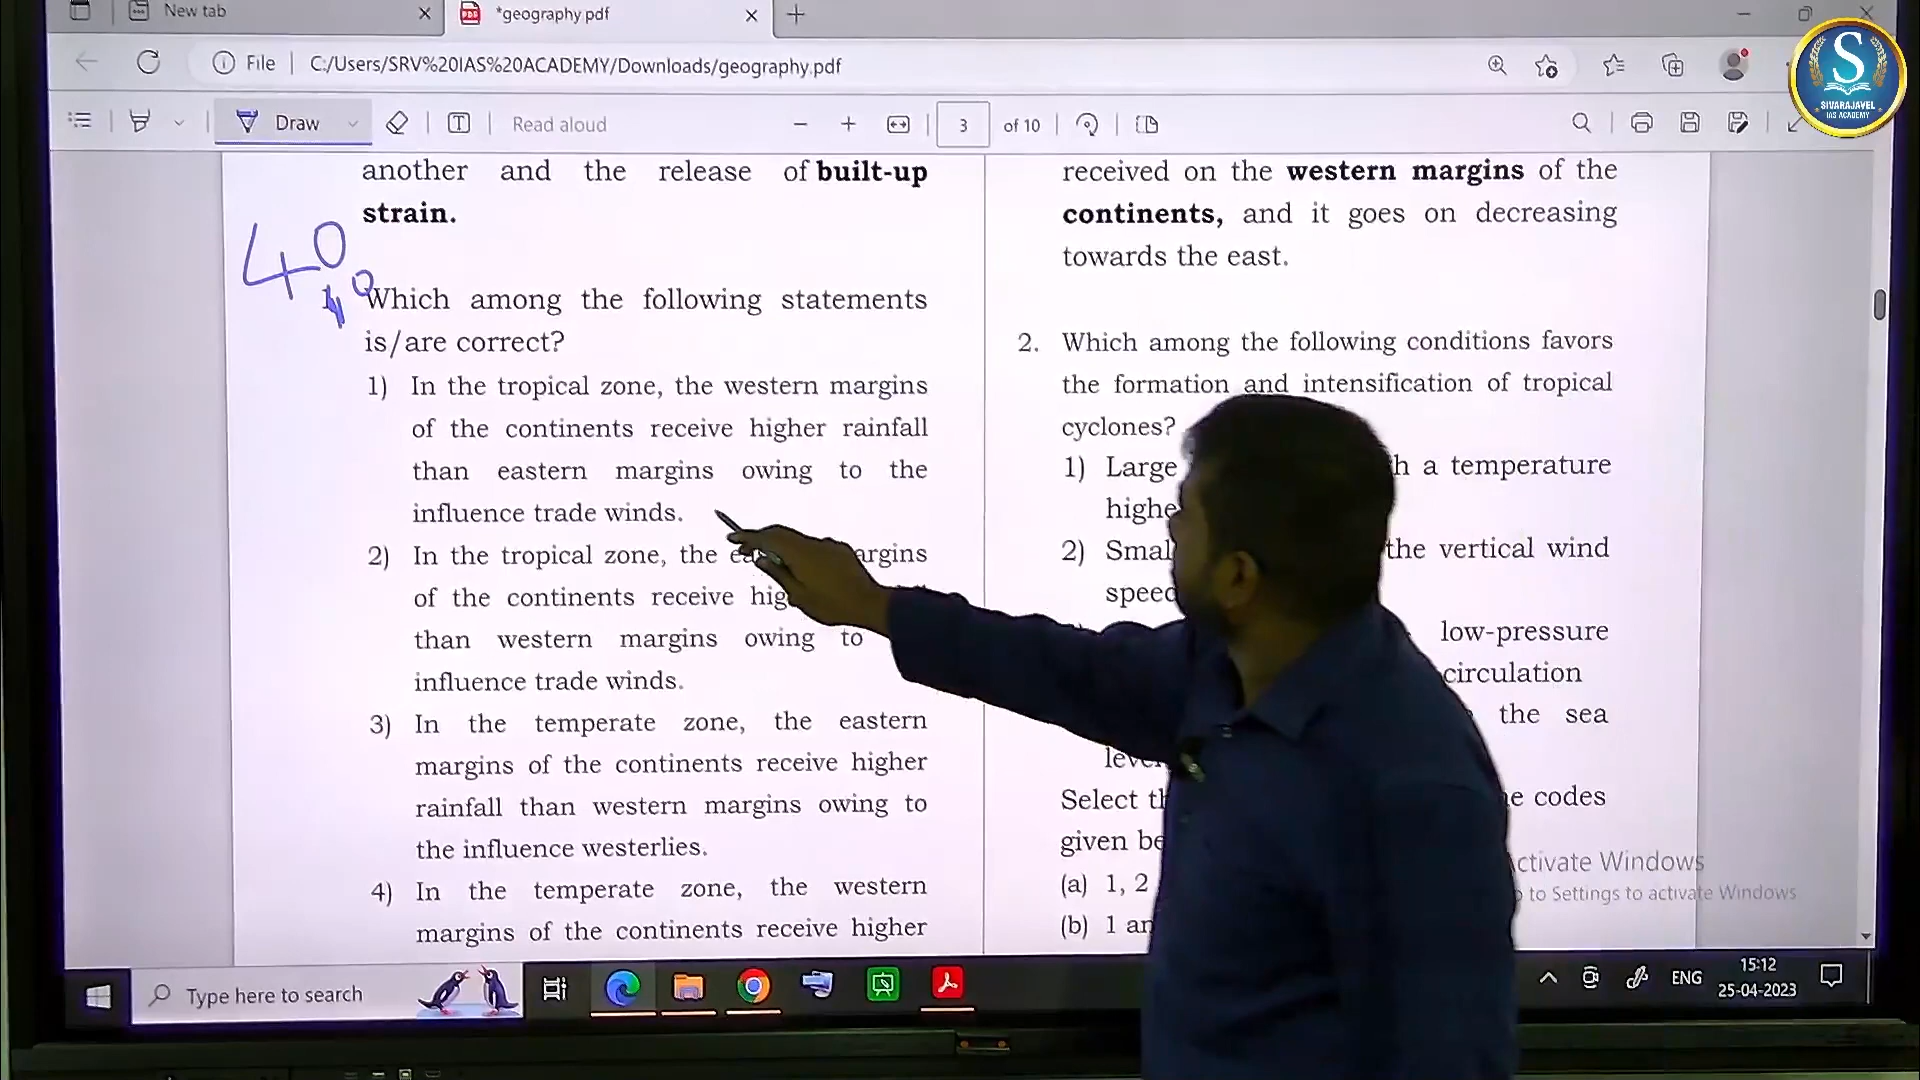 New tab
*geography.pdf
File
C:/Users/SRV%20IAS%20ACADEMY/Downloads/geography.pdf
S
SIVARAJAVEL
IAS ACADEMY
Draw
Read aloud
3 of 10
another and the release of built-up
strain.
40
Which among the following statements
is/are correct?
1) In the tropical zone, the western margins
of the continents receive higher rainfall
than eastern margins owing to the
influence trade winds.
2) In the tropical zone, the
of the continents receive
than western margins owing to
influence trade winds.
3) In the temperate zone, the eastern
margins of the continents receive higher
rainfall than western margins owing to
the influence westerlies.
4) In the temperate zone, the western
margins of the continents receive higher
received on the western margins of the
continents, and it goes on decreasing
towards the east.
2. Which among the following conditions favors
the formation and intensification of tropical
cyclones?
1) Large a temperature
2) the vertical wind
low-pressure
circulation
the sea
Select codes
given
(a) 1, 2
(b) 1
Activate Windows
to Settings to activate Windows
Type here to search
ENG
15:12
25-04-2023